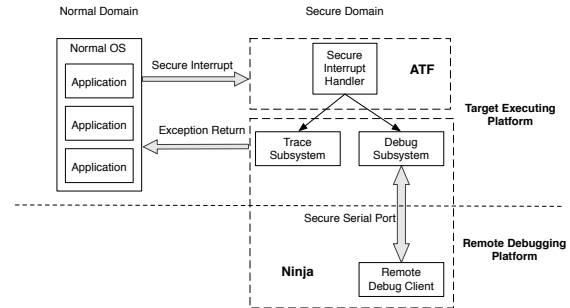 Normal Domain
Secure Domain
Normal OS
Application
Application
Application
Secure Interrupt
Exception Return
Secure
Interrupt
Handler
ATF
Trace
Subsystem
Debug
Subsystem
Target Executing
Platform
Secure Serial Port
Ninja
Remote
Debug Client
Remote Debugging
Platform